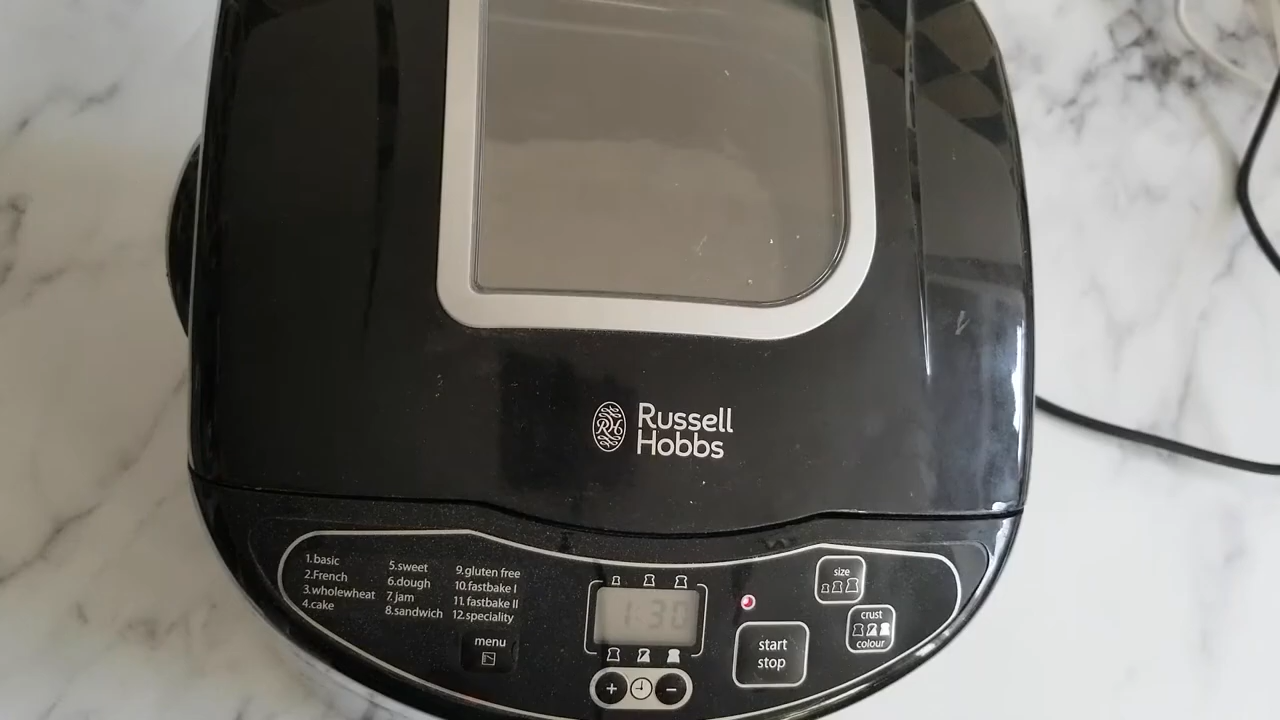 RH
Russell
Hobbs
1.basic
2.French
3.wholewheat
4.cake
5.sweet
6.dough
7.jam
8.sandwich
9.gluten free
10.fastbake I
11.fastbake II
12.speciality
menu
1:30
+
-
start
stop
size
crust
colour